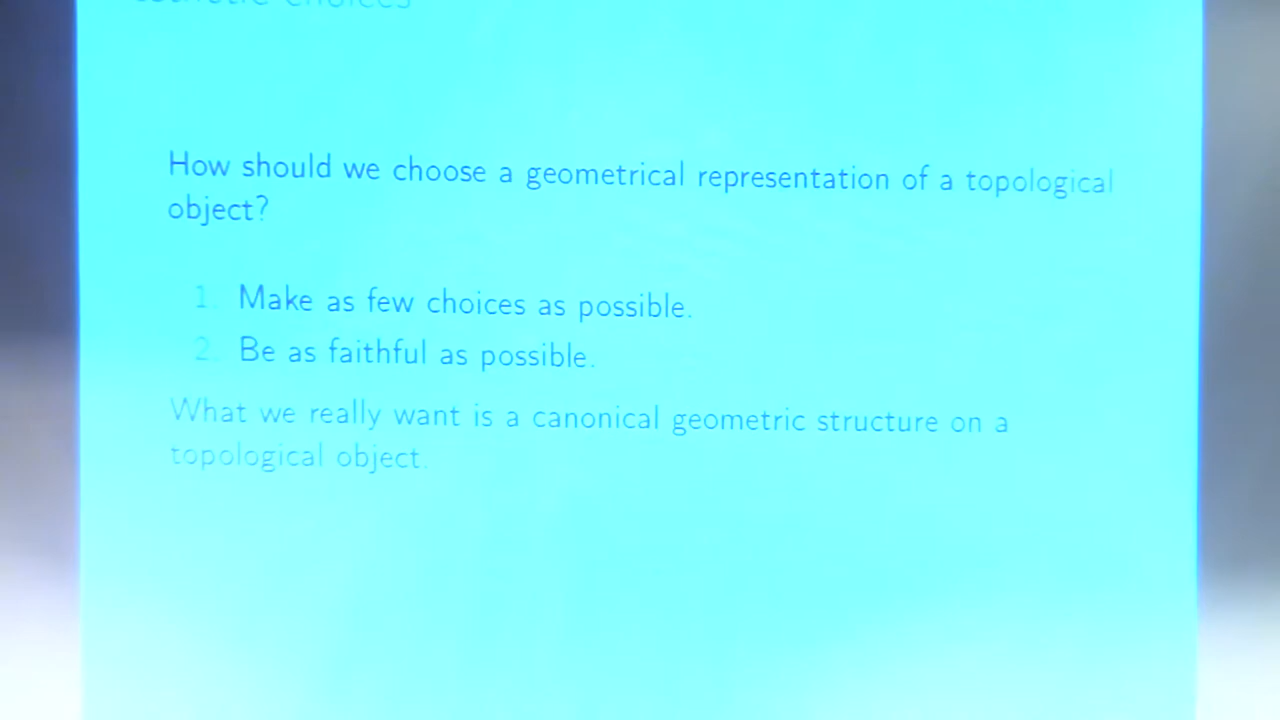 choices
How should we choose a geometrical representation of a topological
object?
1. Make as few choices as possible.
2. Be as faithful as possible.
What we really want is a canonical geometric structure on a
topological object.